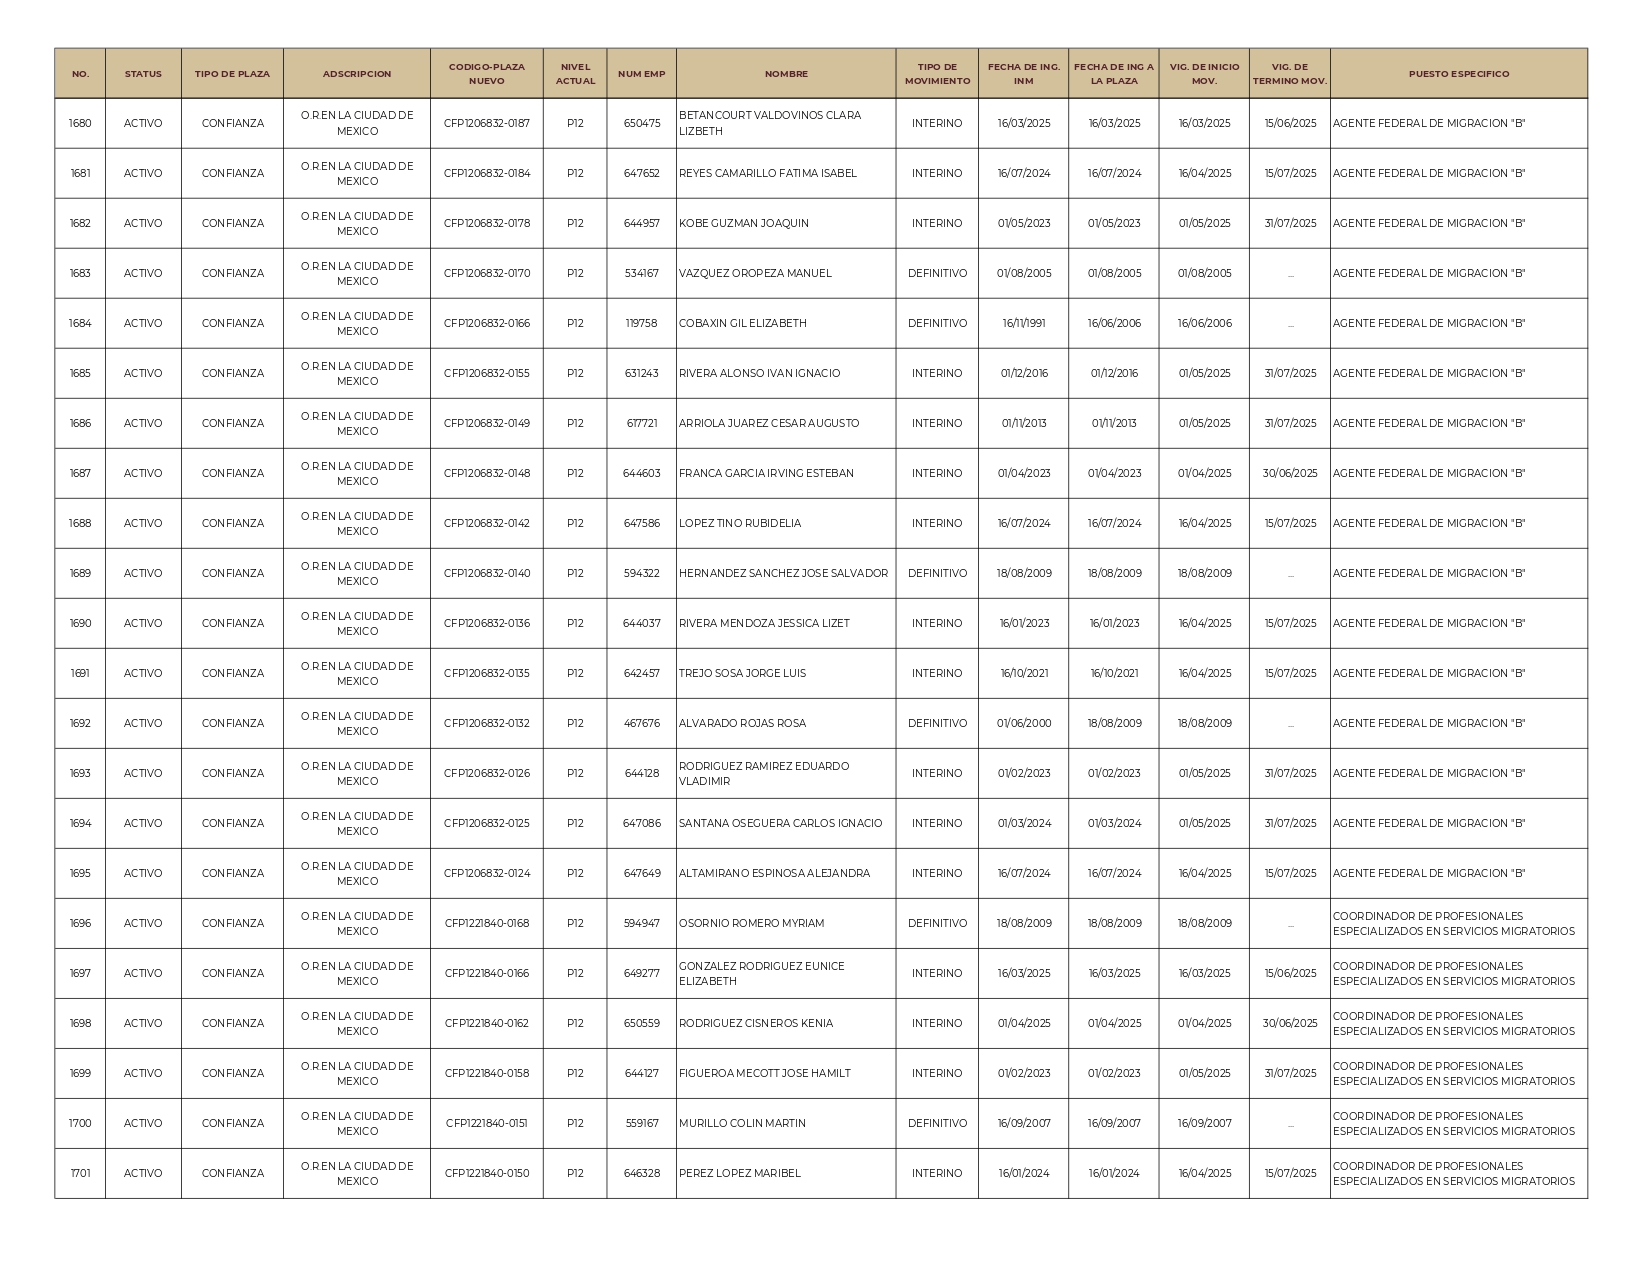 NO. STATUS TIPO DE PLAZA ADSCRIPCION CODIGO-PLAZA NUEVO NIVEL ACTUAL NUM EMP NOMBRE TIPO DE MOVIMIENTO FECHA DE ING. INM FECHA DE ING A LA PLAZA VIG. DE INICIO MOV. VIG. DE TERMINO MOV. PUESTO ESPECIFICO
1680 ACTIVO CONFIANZA O.R.EN LA CIUDAD DE MEXICO CFP1206832-0187 P12 650475 BETANCOURT VALDOVINOS CLARA LIZBETH INTERINO 16/03/2025 16/03/2025 16/03/2025 15/06/2025 AGENTE FEDERAL DE MIGRACION "B"
1681 ACTIVO CONFIANZA O.R.EN LA CIUDAD DE MEXICO CFP1206832-0184 P12 647652 REYES CAMARILLO FATIMA ISABEL INTERINO 16/07/2024 16/07/2024 16/04/2025 15/07/2025 AGENTE FEDERAL DE MIGRACION "B"
1682 ACTIVO CONFIANZA O.R.EN LA CIUDAD DE MEXICO CFP1206832-0178 P12 644957 KOBE GUZMAN JOAQUIN INTERINO 01/05/2023 01/05/2023 01/05/2025 31/07/2025 AGENTE FEDERAL DE MIGRACION "B"
1683 ACTIVO CONFIANZA O.R.EN LA CIUDAD DE MEXICO CFP1206832-0170 P12 534167 VAZQUEZ OROPEZA MANUEL DEFINITIVO 01/08/2005 01/08/2005 01/08/2005 ... AGENTE FEDERAL DE MIGRACION "B"
1684 ACTIVO CONFIANZA O.R.EN LA CIUDAD DE MEXICO CFP1206832-0166 P12 119758 COBAXIN GIL ELIZABETH DEFINITIVO 16/11/1991 16/06/2006 16/06/2006 ... AGENTE FEDERAL DE MIGRACION "B"
1685 ACTIVO CONFIANZA O.R.EN LA CIUDAD DE MEXICO CFP1206832-0155 P12 631243 RIVERA ALONSO IVAN IGNACIO INTERINO 01/12/2016 01/12/2016 01/05/2025 31/07/2025 AGENTE FEDERAL DE MIGRACION "B"
1686 ACTIVO CONFIANZA O.R.EN LA CIUDAD DE MEXICO CFP1206832-0149 P12 617721 ARRIOLA JUAREZ CESAR AUGUSTO INTERINO 01/11/2013 01/11/2013 01/05/2025 31/07/2025 AGENTE FEDERAL DE MIGRACION "B"
1687 ACTIVO CONFIANZA O.R.EN LA CIUDAD DE MEXICO CFP1206832-0148 P12 644603 FRANCA GARCIA IRVING ESTEBAN INTERINO 01/04/2023 01/04/2023 01/04/2025 30/06/2025 AGENTE FEDERAL DE MIGRACION "B"
1688 ACTIVO CONFIANZA O.R.EN LA CIUDAD DE MEXICO CFP1206832-0142 P12 647586 LOPEZ TINO RUBIDELIA INTERINO 16/07/2024 16/07/2024 16/04/2025 15/07/2025 AGENTE FEDERAL DE MIGRACION "B"
1689 ACTIVO CONFIANZA O.R.EN LA CIUDAD DE MEXICO CFP1206832-0140 P12 594322 HERNANDEZ SANCHEZ JOSE SALVADOR DEFINITIVO 18/08/2009 18/08/2009 18/08/2009 ... AGENTE FEDERAL DE MIGRACION "B"
1690 ACTIVO CONFIANZA O.R.EN LA CIUDAD DE MEXICO CFP1206832-0136 P12 644037 RIVERA MENDOZA JESSICA LIZET INTERINO 16/01/2023 16/01/2023 16/04/2025 15/07/2025 AGENTE FEDERAL DE MIGRACION "B"
1691 ACTIVO CONFIANZA O.R.EN LA CIUDAD DE MEXICO CFP1206832-0135 P12 642457 TREJO SOSA JORGE LUIS INTERINO 16/10/2021 16/10/2021 16/04/2025 15/07/2025 AGENTE FEDERAL DE MIGRACION "B"
1692 ACTIVO CONFIANZA O.R.EN LA CIUDAD DE MEXICO CFP1206832-0132 P12 467676 ALVARADO ROJAS ROSA DEFINITIVO 01/06/2000 18/08/2009 18/08/2009 ... AGENTE FEDERAL DE MIGRACION "B"
1693 ACTIVO CONFIANZA O.R.EN LA CIUDAD DE MEXICO CFP1206832-0126 P12 644128 RODRIGUEZ RAMIREZ EDUARDO VLADIMIR INTERINO 01/02/2023 01/02/2023 01/05/2025 31/07/2025 AGENTE FEDERAL DE MIGRACION "B"
1694 ACTIVO CONFIANZA O.R.EN LA CIUDAD DE MEXICO CFP1206832-0125 P12 647086 SANTANA OSEGUERA CARLOS IGNACIO INTERINO 01/03/2024 01/03/2024 01/05/2025 31/07/2025 AGENTE FEDERAL DE MIGRACION "B"
1695 ACTIVO CONFIANZA O.R.EN LA CIUDAD DE MEXICO CFP1206832-0124 P12 647649 ALTAMIRANO ESPINOSA ALEJANDRA INTERINO 16/07/2024 16/07/2024 16/04/2025 15/07/2025 AGENTE FEDERAL DE MIGRACION "B"
1696 ACTIVO CONFIANZA O.R.EN LA CIUDAD DE MEXICO CFP1221840-0168 P12 594947 OSORNIO ROMERO MYRIAM DEFINITIVO 18/08/2009 18/08/2009 18/08/2009 ... COORDINADOR DE PROFESIONALES ESPECIALIZADOS EN SERVICIOS MIGRATORIOS
1697 ACTIVO CONFIANZA O.R.EN LA CIUDAD DE MEXICO CFP1221840-0166 P12 649277 GONZALEZ RODRIGUEZ EUNICE ELIZABETH INTERINO 16/03/2025 16/03/2025 16/03/2025 15/06/2025 COORDINADOR DE PROFESIONALES ESPECIALIZADOS EN SERVICIOS MIGRATORIOS
1698 ACTIVO CONFIANZA O.R.EN LA CIUDAD DE MEXICO CFP1221840-0162 P12 650559 RODRIGUEZ CISNEROS KENIA INTERINO 01/04/2025 01/04/2025 01/04/2025 30/06/2025 COORDINADOR DE PROFESIONALES ESPECIALIZADOS EN SERVICIOS MIGRATORIOS
1699 ACTIVO CONFIANZA O.R.EN LA CIUDAD DE MEXICO CFP1221840-0158 P12 644127 FIGUEROA MECOTT JOSE HAMILT INTERINO 01/02/2023 01/02/2023 01/05/2025 31/07/2025 COORDINADOR DE PROFESIONALES ESPECIALIZADOS EN SERVICIOS MIGRATORIOS
1700 ACTIVO CONFIANZA O.R.EN LA CIUDAD DE MEXICO CFP1221840-0151 P12 559167 MURILLO COLIN MARTIN DEFINITIVO 16/09/2007 16/09/2007 16/09/2007 ... COORDINADOR DE PROFESIONALES ESPECIALIZADOS EN SERVICIOS MIGRATORIOS
1701 ACTIVO CONFIANZA O.R.EN LA CIUDAD DE MEXICO CFP1221840-0150 P12 646328 PEREZ LOPEZ MARIBEL INTERINO 16/01/2024 16/01/2024 16/04/2025 15/07/2025 COORDINADOR DE PROFESIONALES ESPECIALIZADOS EN SERVICIOS MIGRATORIOS